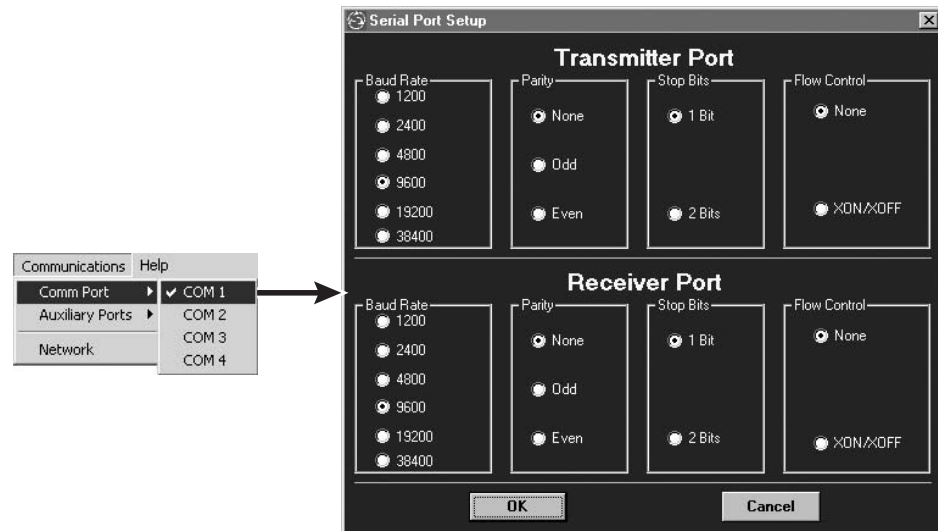 Communications Help
Comm Port COM 1
Auxiliary Ports COM 2
COM 3
Network
COM 4
Serial Port Setup
Transmitter Port
Baud Rate
1200
2400
4800
9600
19200
38400
Parity
None
Odd
Even
Stop Bits
1 Bit
2 Bits
Flow Control
None
XON/XOFF
Receiver Port
Baud Rate
1200
2400
4800
9600
19200
38400
Parity
None
Odd
Even
Stop Bits
1 Bit
2 Bits
Flow Control
None
XON/XOFF
OK
Cancel